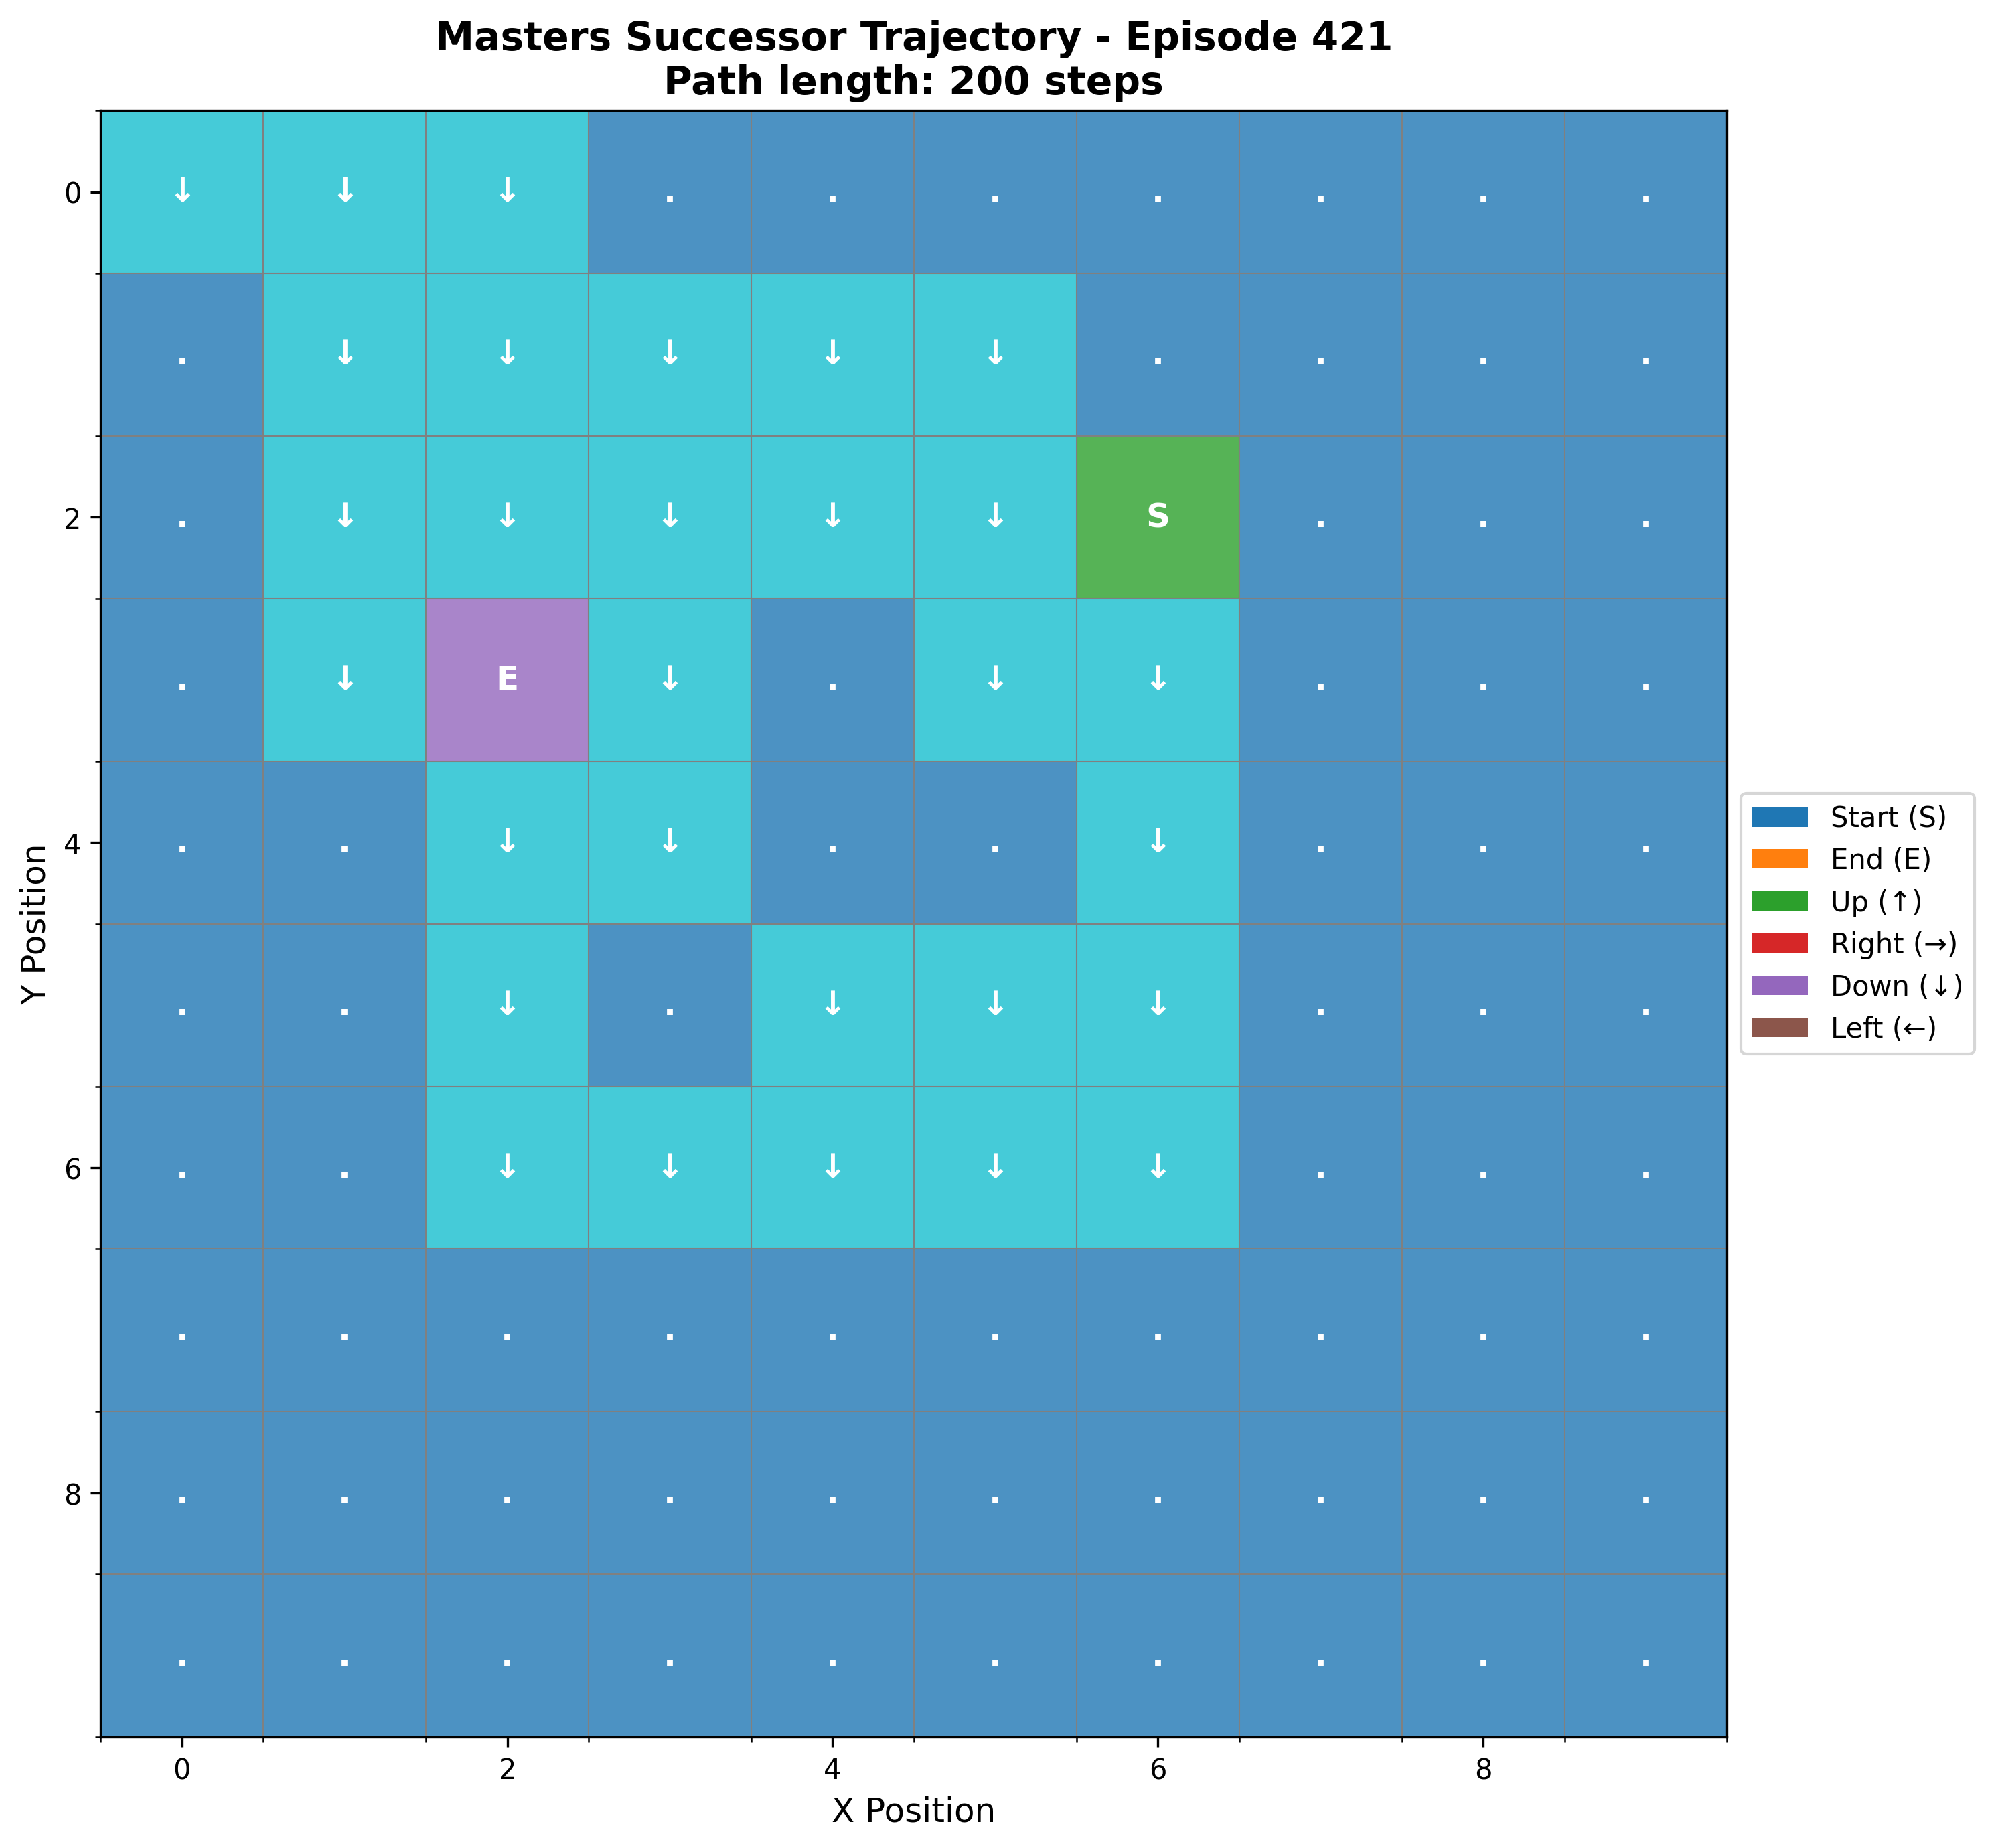 Masters Successor Trajectory - Episode 421
Path length: 200 steps
0 ↓ ↓ ↓ . . . . . . .
. ↓ ↓ ↓ ↓ ↓ . . . .
2 . ↓ ↓ ↓ ↓ ↓ S . . .
. ↓ E ↓ . ↓ ↓ . . .
4 . . ↓ ↓ . . ↓ . . .
. . ↓ . ↓ ↓ ↓ . . .
6 . . ↓ ↓ ↓ ↓ ↓ . . .
. . . . . . . . . .
8 . . . . . . . . . .
. . . . . . . . . .
0 2 4 6 8
X Position
Y Position
Start (S)
End (E)
Up (↑)
Right (→)
Down (↓)
Left (←)